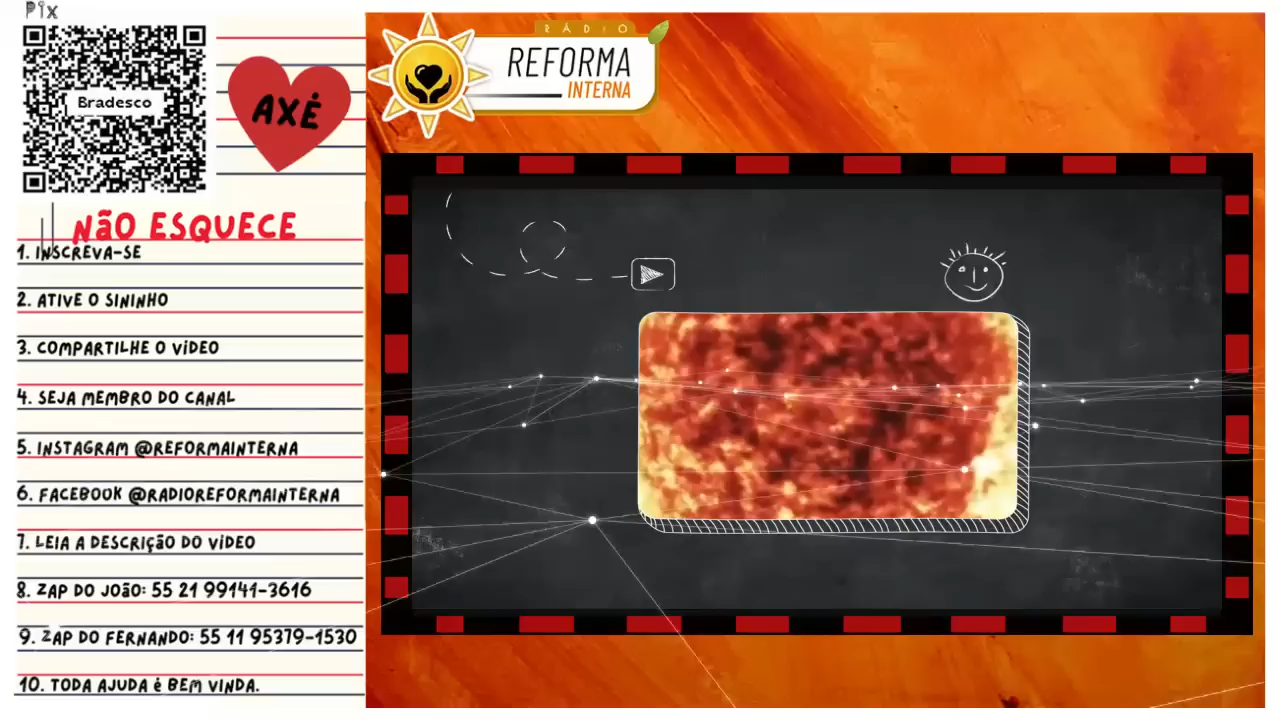 Pix
Bradesco
AXÉ
NãO ESQUECE
1. INSCREVA-SE
2. ATIVE O SININHO
3. COMPARTILHE O VíDEO
4. SEJA MEMBRO DO CANAL
5. INSTAGRAM @REFORMAINTERNA
6. FACEBOOK @RADIOREFORMAINTERNA
7. LEIA A DESCRIçãO DO VíDEO
8. ZAP DO JOãO: 55 21 99141-3616
9. ZAP DO FERNANDO: 55 11 95379-1530
10. TODA AJUDA é BEM VINDA.
RÁDIO
REFORMA
INTERNA